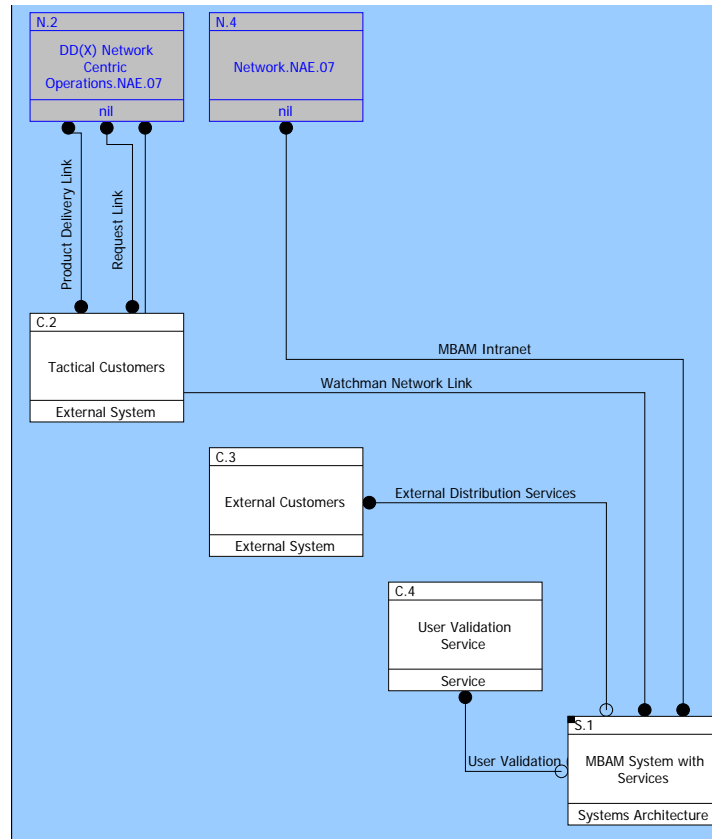 N.2
DD(X) Network
Centric
Operations.NAE.07
nil
N.4
Network.NAE.07
nil
Product Delivery Link
Request Link
C.2
Tactical Customers
External System
MBAM Intranet
Watchman Network Link
C.3
External Customers
External System
External Distribution Services
C.4
User Validation
Service
Service
User Validation
S.1
MBAM System with
Services
Systems Architecture